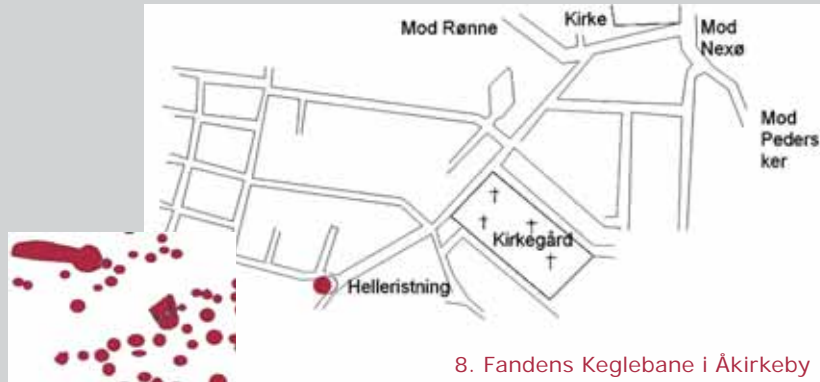 Mod Rønne
Kirke
Mod
Nexø
Mod
Peders
ker
Kirkegård
Helleristning
8. Fandens Keglebane i Åkirkeby